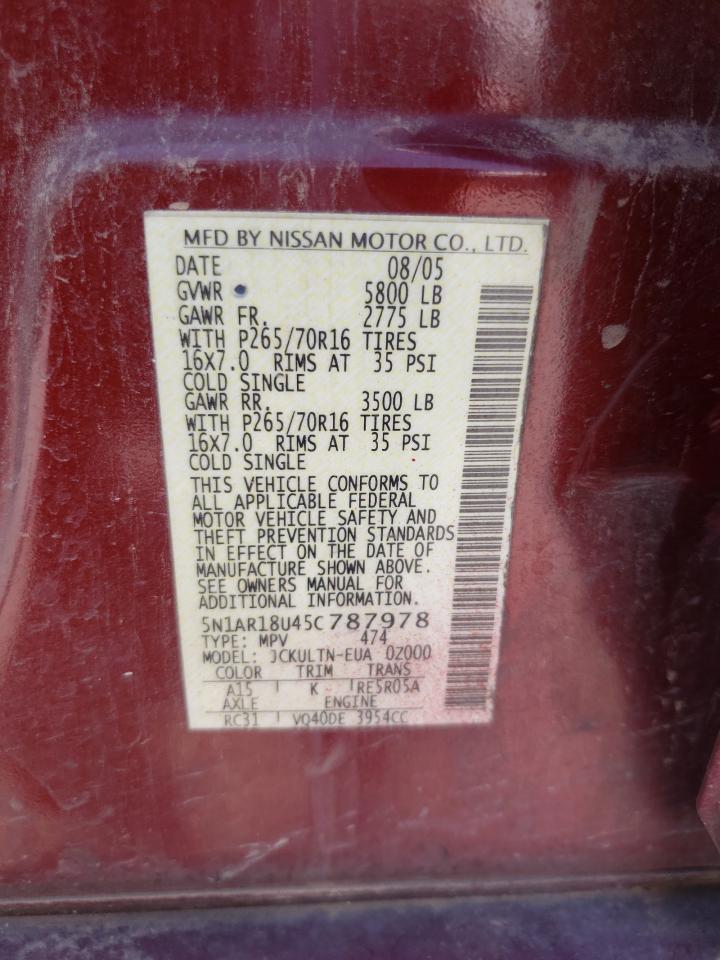 MFD BY NISSAN MOTOR CO., LTD.
DATE 08/05
GVWR 5800 LB
GAWR FR. 2775 LB
WITH P265/70R16 TIRES
16X7.0 RIMS AT 35 PSI
COLD SINGLE
GAWR RR. 3500 LB
WITH P265/70R16 TIRES
16X7.0 RIMS AT 35 PSI
COLD SINGLE
THIS VEHICLE CONFORMS TO
ALL APPLICABLE FEDERAL
MOTOR VEHICLE SAFETY AND
THEFT PREVENTION STANDARDS
IN EFFECT ON THE DATE OF
MANUFACTURE SHOWN ABOVE.
SEE OWNERS MANUAL FOR
ADDITIONAL INFORMATION.
5N1AR18U45C787978
TYPE: MPV 474
MODEL: JCKULTN-EUA 0Z000
COLOR TRIM TRANS
A15 K RE5R05A
AXLE ENGINE
RC31 VQ40DE 3954CC